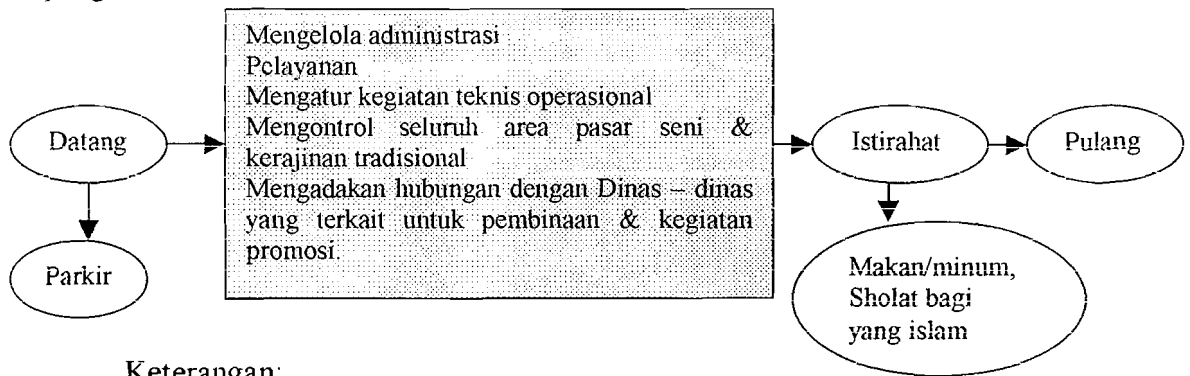 Mengelola administrasi
Pelayanan
Mengatur kegiatan teknis operasional
Mengontrol seluruh area pasar seni &
kerajinan tradisional
Mengadakan hubungan dengan Dinas – dinas
yang terkait untuk pembinaan & kegiatan
promosi.
Datang
Parkir
Istirahat
Pulang
Makan/minum,
Sholat bagi
yang islam
Keterangan: